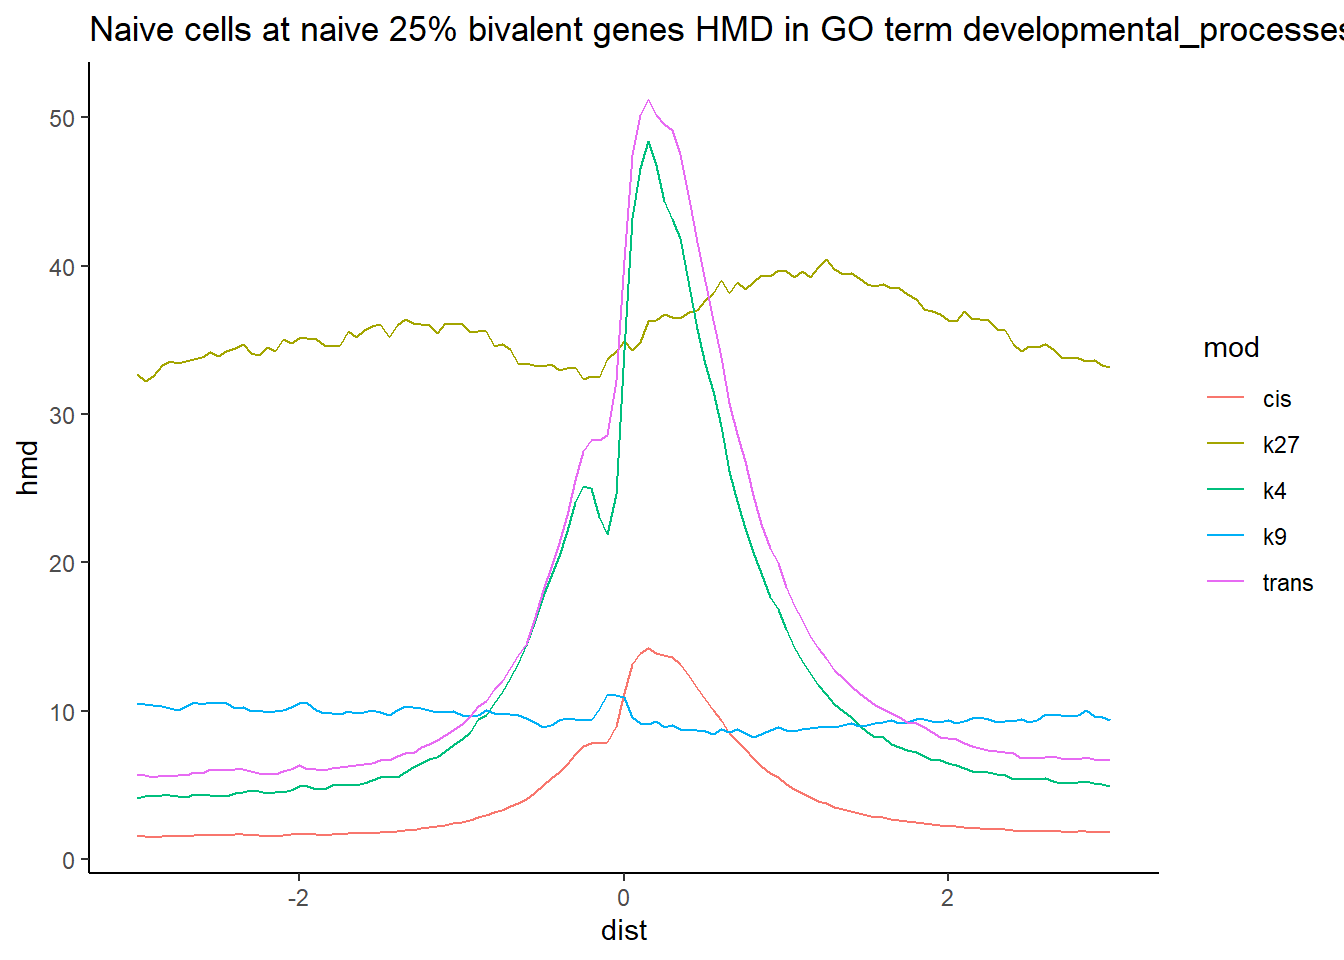 Naive cells at naive 25% bivalent genes HMD in GO term developmental_processes
50
40
30
20
10
0
hmd
-2
0
2
dist
mod
cis
k27
k4
k9
trans